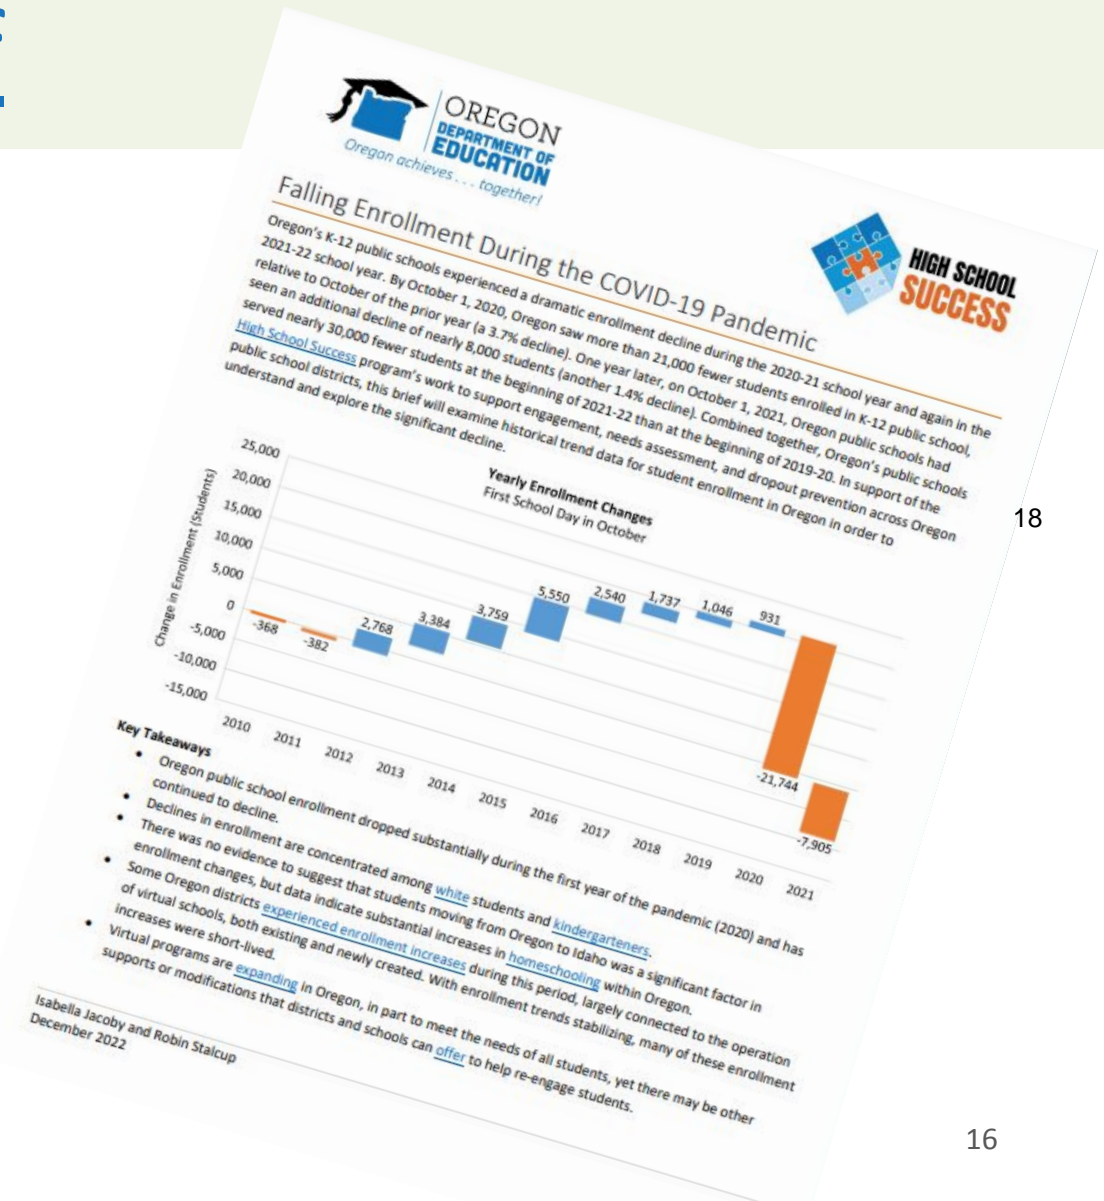 OREGON
DEPARTMENT OF
EDUCATION
Oregon achieves . . . together!
HIGH SCHOOL
SUCCESS
Falling Enrollment During the COVID-19 Pandemic
Oregon's K-12 public schools experienced a dramatic enrollment decline during the 2020-21 school year and again in the
2021-22 school year. By October 1, 2020, Oregon saw more than 21,000 fewer students enrolled in K-12 public school,
relative to October of the prior year (a 3.7% decline). One year later, on October 1, 2021, Oregon public schools had
seen an additional decline of nearly 8,000 students (another 1.4% decline). Combined together, Oregon's public schools
served nearly 30,000 fewer students at the beginning of 2021-22 than at the beginning of 2019-20. In support of the
High School Success program's work to support engagement, needs assessment, and dropout prevention across Oregon
public school districts, this brief will examine historical trend data for student enrollment in Oregon in order to
understand and explore the significant decline.
Yearly Enrollment Changes
First School Day in October
Change in Enrollment (Students)
25,000
20,000
15,000
10,000
5,000
0
-5,000
-10,000
-15,000
-368
-382
2,768
3,384
3,759
5,550
2,540
1,737
1,046
931
-21,744
-7,905
2010
2011
2012
2013
2014
2015
2016
2017
2018
2019
2020
2021
Key Takeaways
• Oregon public school enrollment dropped substantially during the first year of the pandemic (2020) and has
continued to decline.
• Declines in enrollment are concentrated among white students and kindergarteners.
• There was no evidence to suggest that students moving from Oregon to Idaho was a significant factor in
enrollment changes, but data indicate substantial increases in homeschooling within Oregon.
• Some Oregon districts experienced enrollment increases during this period, largely connected to the operation
of virtual schools, both existing and newly created. With enrollment trends stabilizing, many of these enrollment
increases were short-lived.
• Virtual programs are expanding in Oregon, in part to meet the needs of all students, yet there may be other
supports or modifications that districts and schools can offer to help re-engage students.
Isabella Jacoby and Robin Stalcup
December 2022
18
16